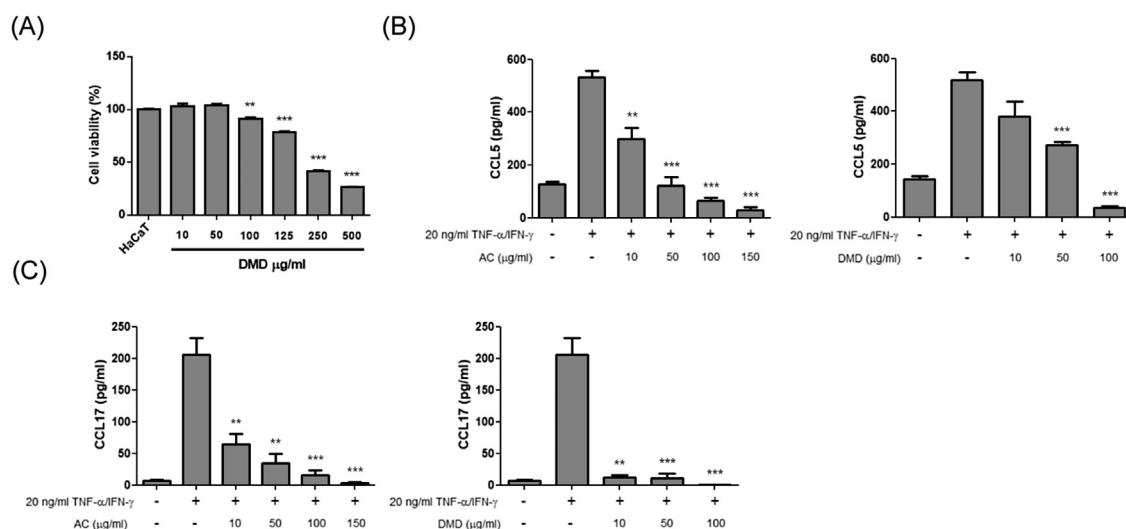 (A)
150
100
50
0
Cell viability (%)
** *** *** ***
HaCaT 10 50 100 125 250 500
DMD μg/ml
(B)
600
400
200
0
CCL5 (pg/ml)
** *** *** ***
20 ng/ml TNF-α/IFN-γ - + + + + +
AC (μg/ml) - - 10 50 100 150
600
400
200
0
CCL5 (pg/ml)
*** ***
20 ng/ml TNF-α/IFN-γ - + + + +
DMD (μg/ml) - - 10 50 100
(C)
250
200
150
100
50
0
CCL17 (pg/ml)
** ** *** ***
20 ng/ml TNF-α/IFN-γ - + + + + +
AC (μg/ml) - - 10 50 100 150
250
200
150
100
50
0
CCL17 (pg/ml)
** *** ***
20 ng/ml TNF-α/IFN-γ - + + + +
DMD (μg/ml) - - 10 50 100